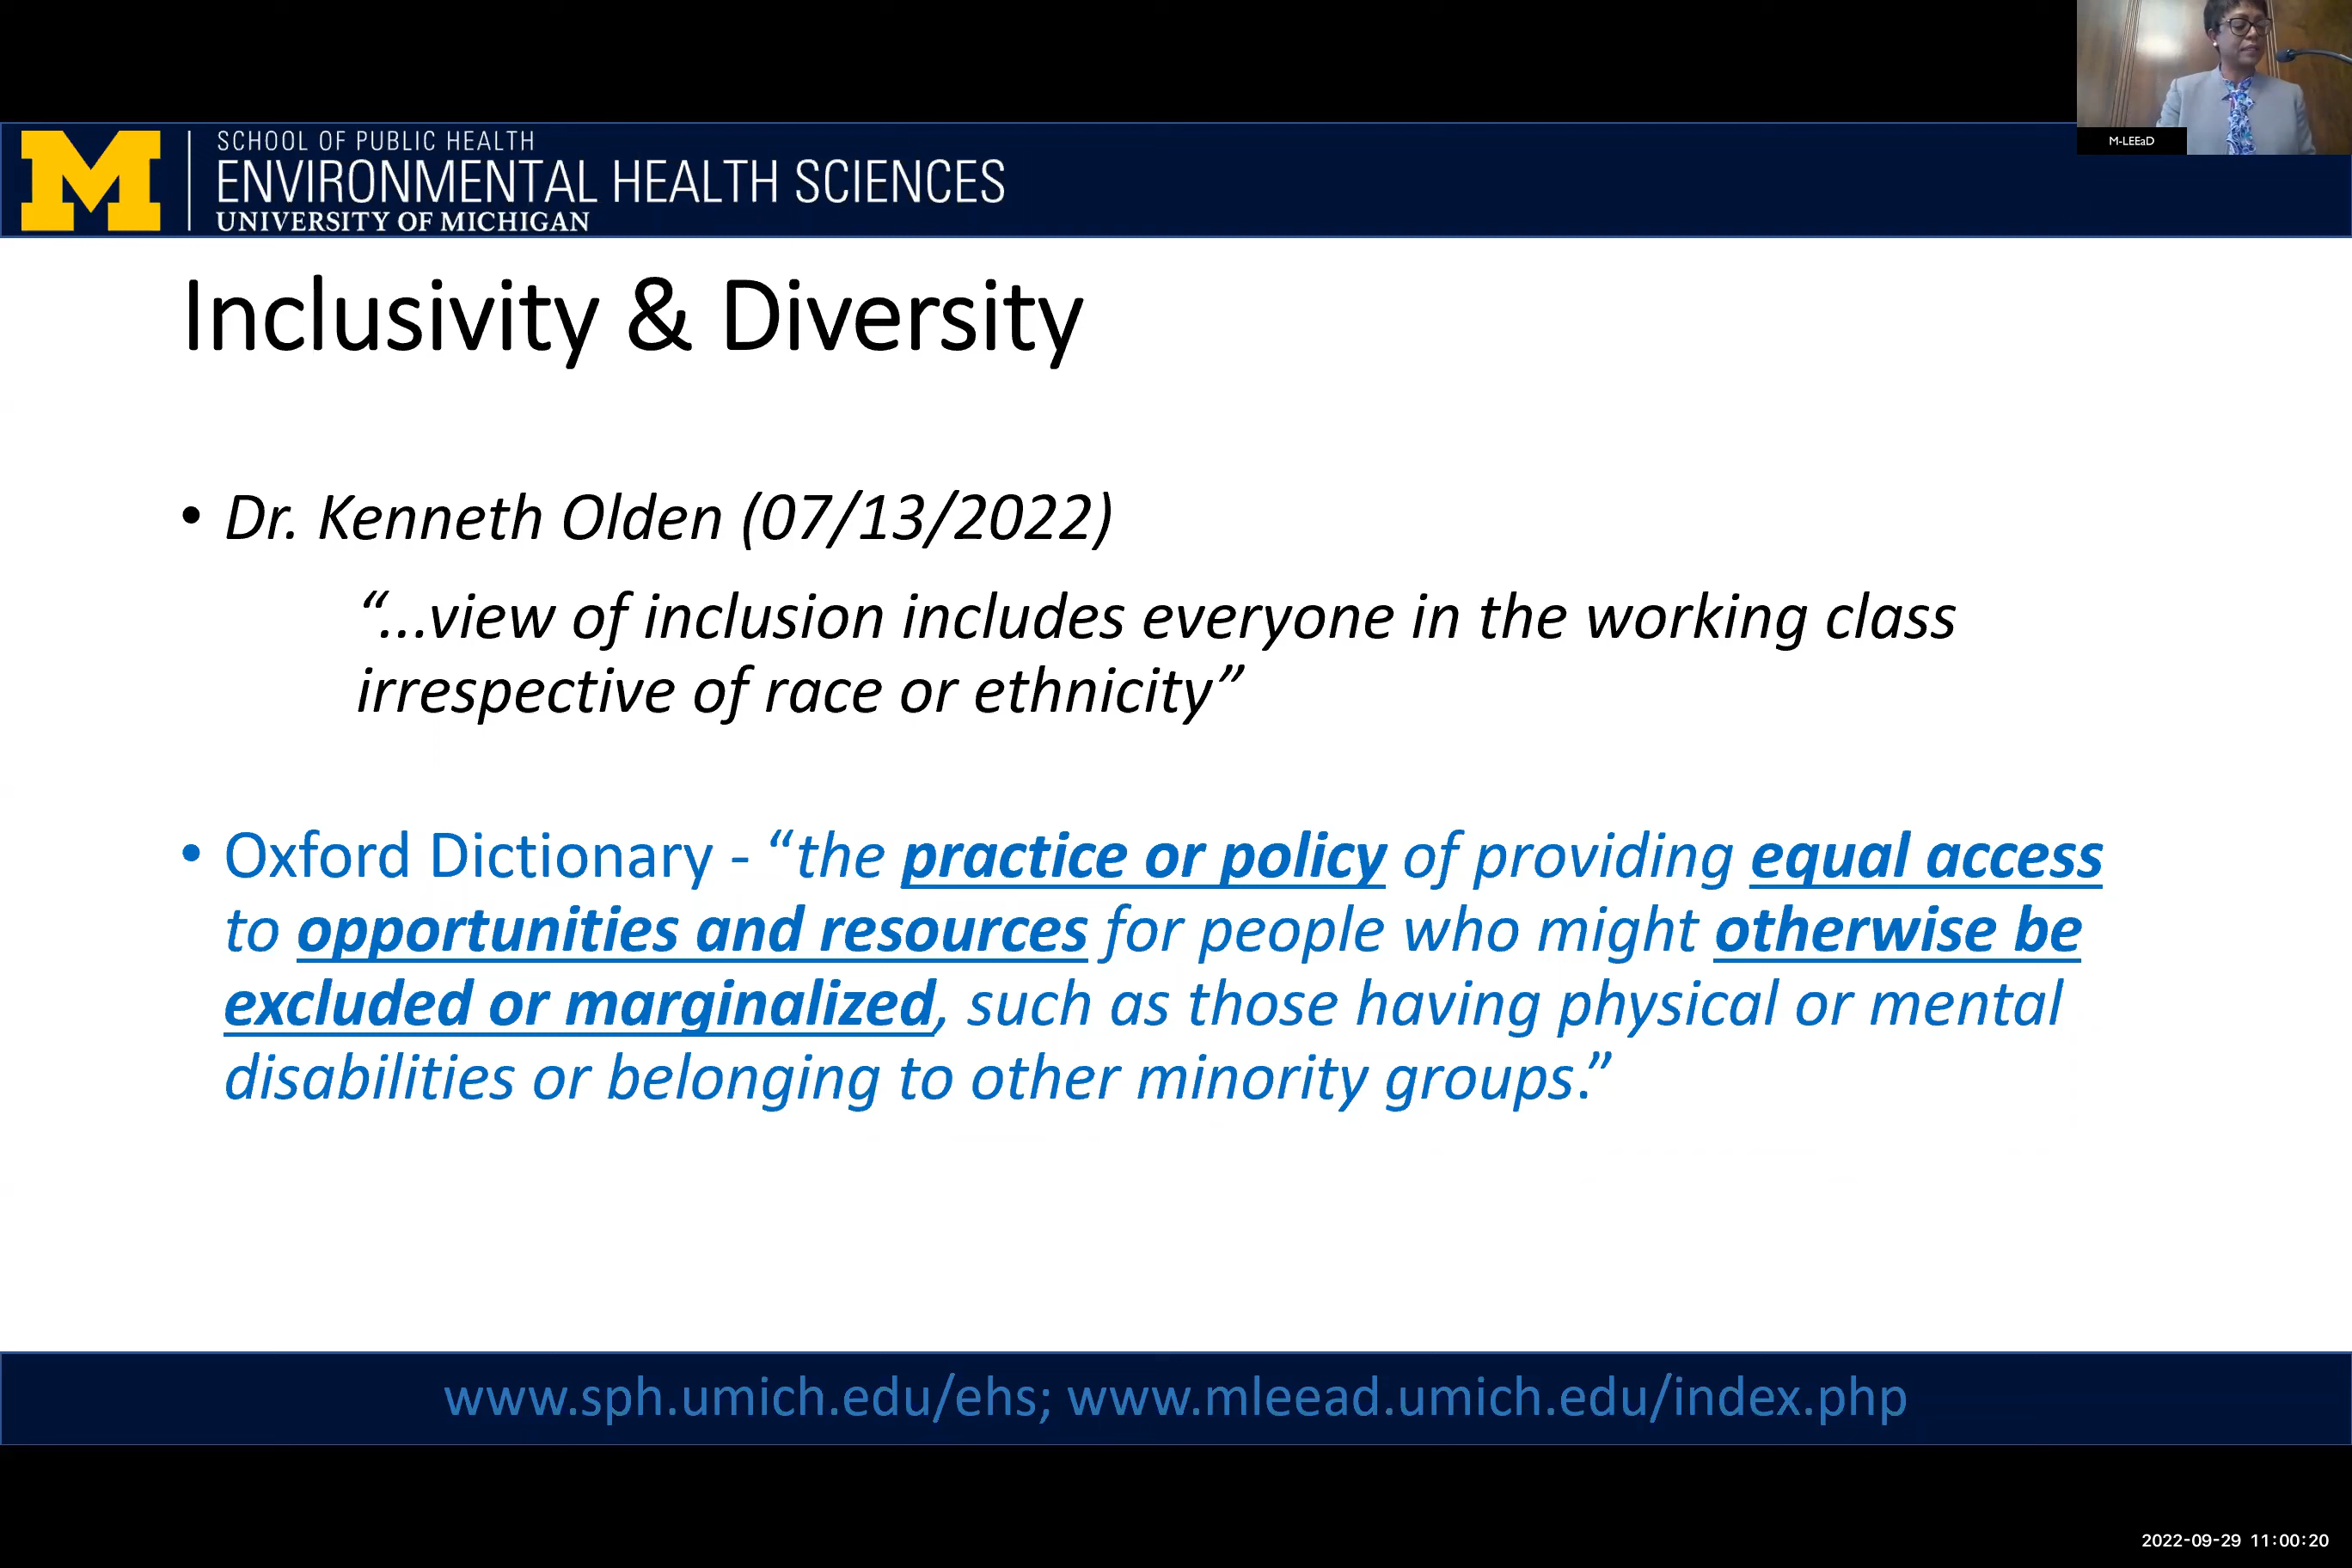 M-LEEaD
M
SCHOOL OF PUBLIC HEALTH
ENVIRONMENTAL HEALTH SCIENCES
UNIVERSITY OF MICHIGAN
Inclusivity & Diversity
• Dr. Kenneth Olden (07/13/2022)
“...view of inclusion includes everyone in the working class
irrespective of race or ethnicity”
• Oxford Dictionary - “the practice or policy of providing equal access
to opportunities and resources for people who might otherwise be
excluded or marginalized, such as those having physical or mental
disabilities or belonging to other minority groups.”
www.sph.umich.edu/ehs; www.mleead.umich.edu/index.php
2022-09-29 11:00:20